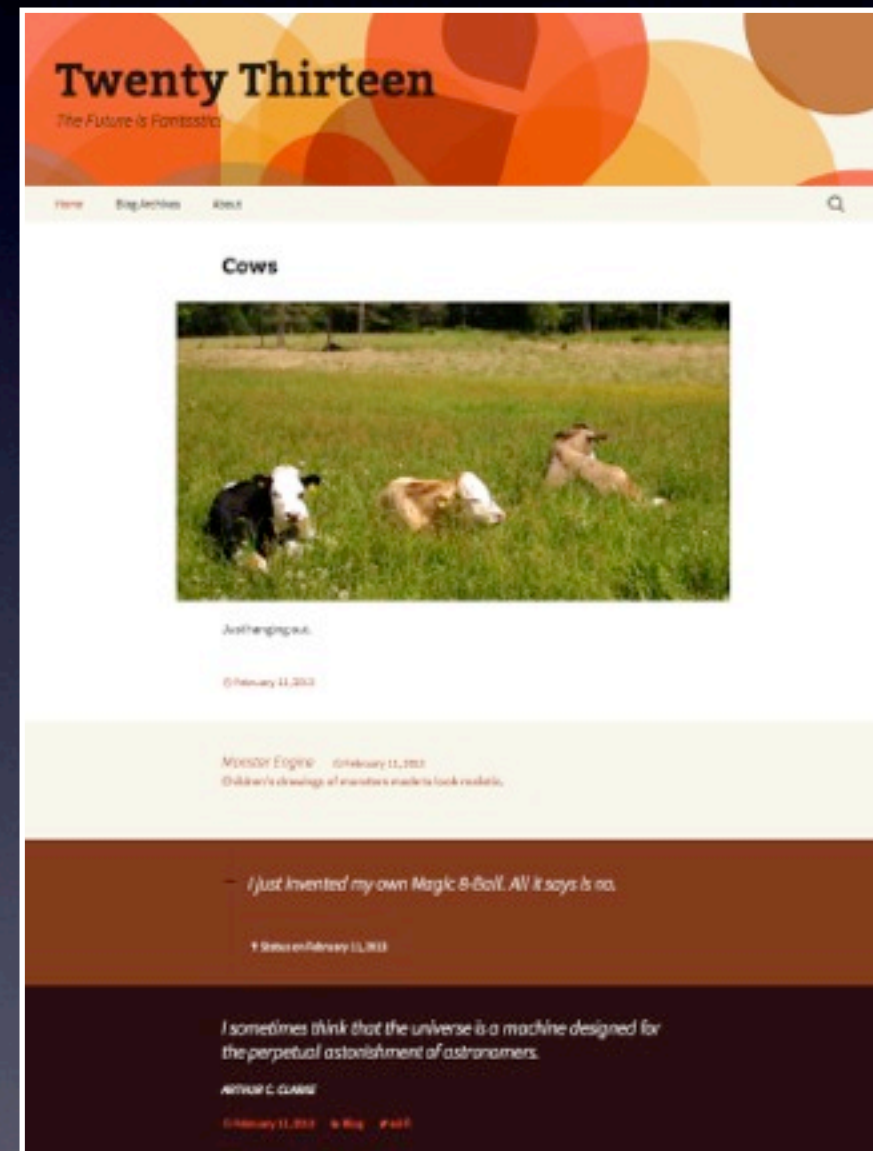 Twenty Thirteen
The Future is Fantastic!
Home Blog Archives About
Cows
Just hanging out.
February 11, 2013
Monster Engine February 11, 2013
Children's drawings of monsters made to look realistic.
I just invented my own Magic 8-Ball. All it says is no.
Status on February 11, 2013
I sometimes think that the universe is a machine designed for
the perpetual astonishment of astronomers.
ARTHUR C. CLARKE
February 11, 2013 Blog edit